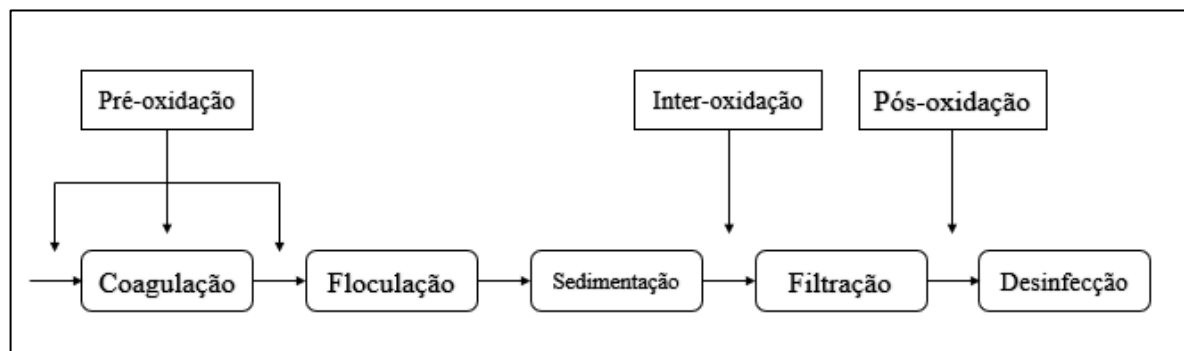 Pré-oxidação
Inter-oxidação
Pós-oxidação
Coagulação
Floculação
Sedimentação
Filtração
Desinfecção